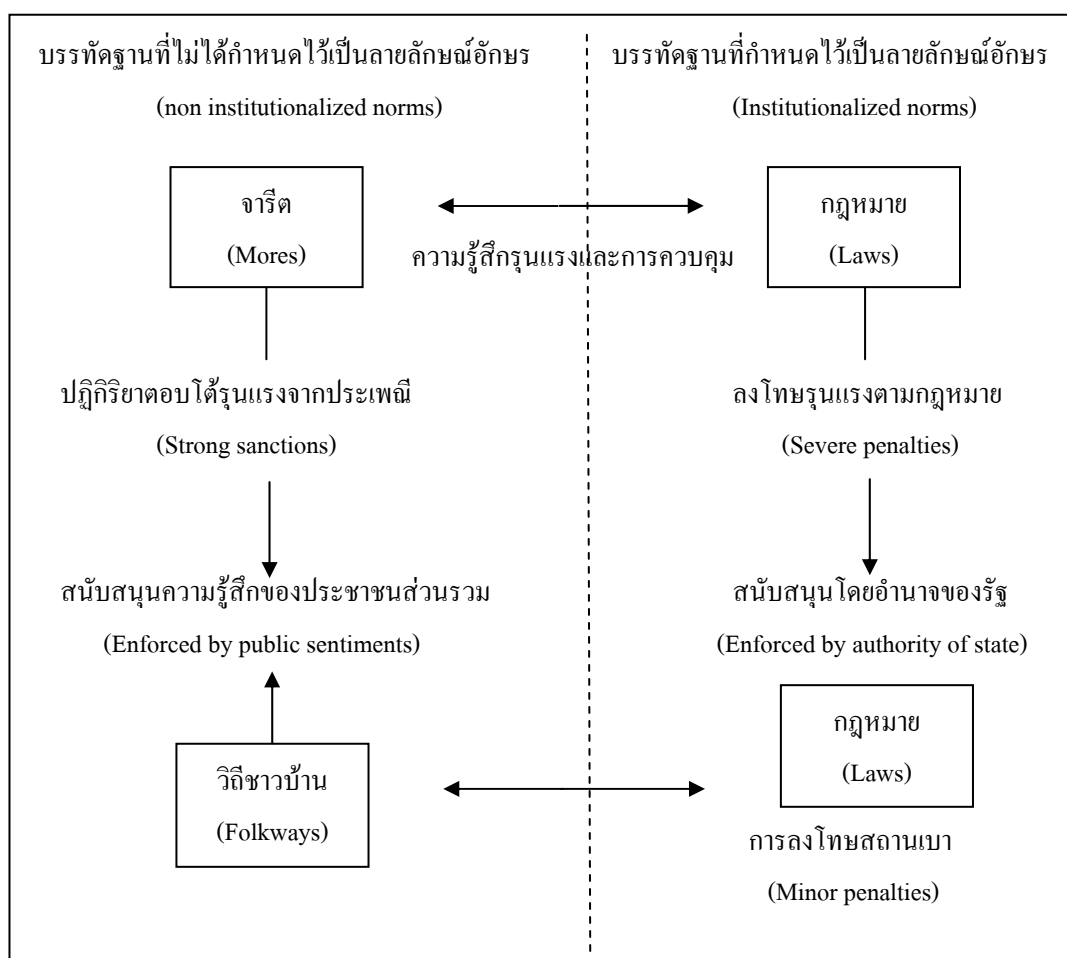 บรรทัดฐานที่ไม่ได้กำหนดไว้เป็นลายลักษณ์อักษร
(non institutionalized norms)
บรรทัดฐานที่กำหนดไว้เป็นลายลักษณ์อักษร
(Institutionalized norms)
จารีต
(Mores)
ความรู้สึกรุนแรงและการควบคุม
กฎหมาย
(Laws)
ปฏิกิริยาตอบโต้รุนแรงจากประเพณี
(Strong sanctions)
ลงโทษรุนแรงตามกฎหมาย
(Severe penalties)
สนับสนุนความรู้สึกของประชาชนส่วนรวม
(Enforced by public sentiments)
สนับสนุนโดยอำนาจของรัฐ
(Enforced by authority of state)
วิถีชาวบ้าน
(Folkways)
กฎหมาย
(Laws)
การลงโทษสถานเบา
(Minor penalties)